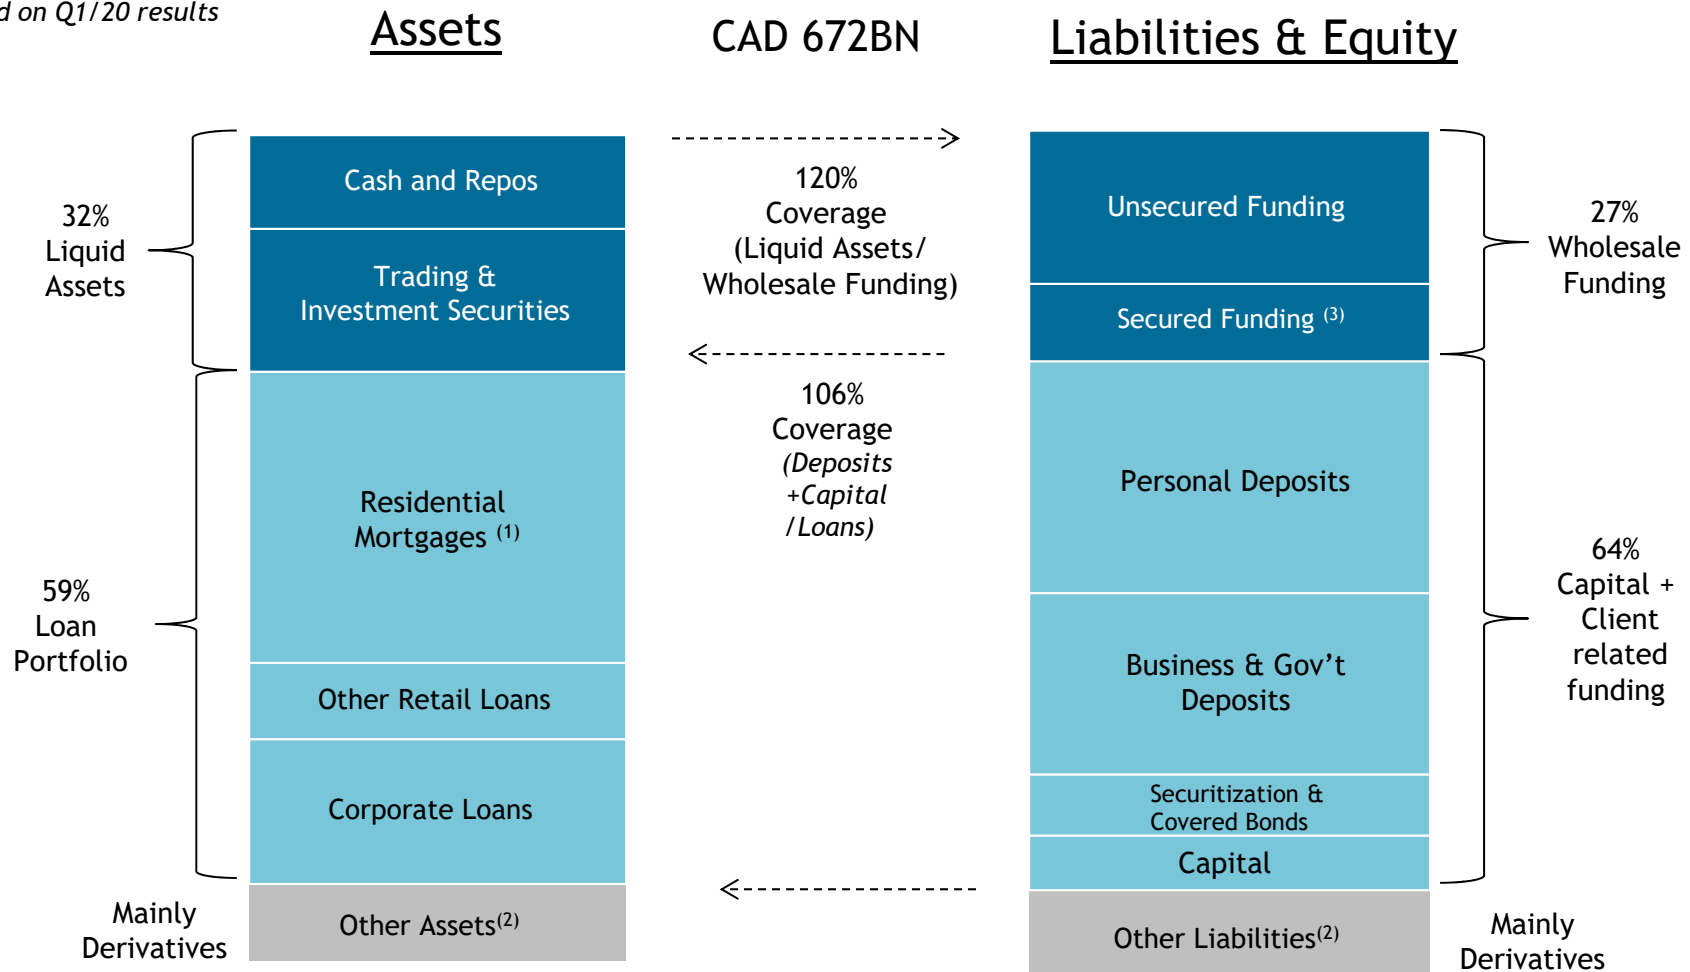 on Q1/20 results
Assets
CAD 672BN
Liabilities & Equity
32%
Liquid
Assets
59%
Loan
Portfolio
Mainly
Derivatives
Cash and Repos
Trading &
Investment Securities
Residential
Mortgages (1)
Other Retail Loans
Corporate Loans
Other Assets(2)
120%
Coverage
(Liquid Assets/
Wholesale Funding)
106%
Coverage
(Deposits
+Capital
/Loans)
Unsecured Funding
Secured Funding (3)
Personal Deposits
Business & Gov’t
Deposits
Securitization &
Covered Bonds
Capital
Other Liabilities(2)
27%
Wholesale
Funding
64%
Capital +
Client
related
funding
Mainly
Derivatives